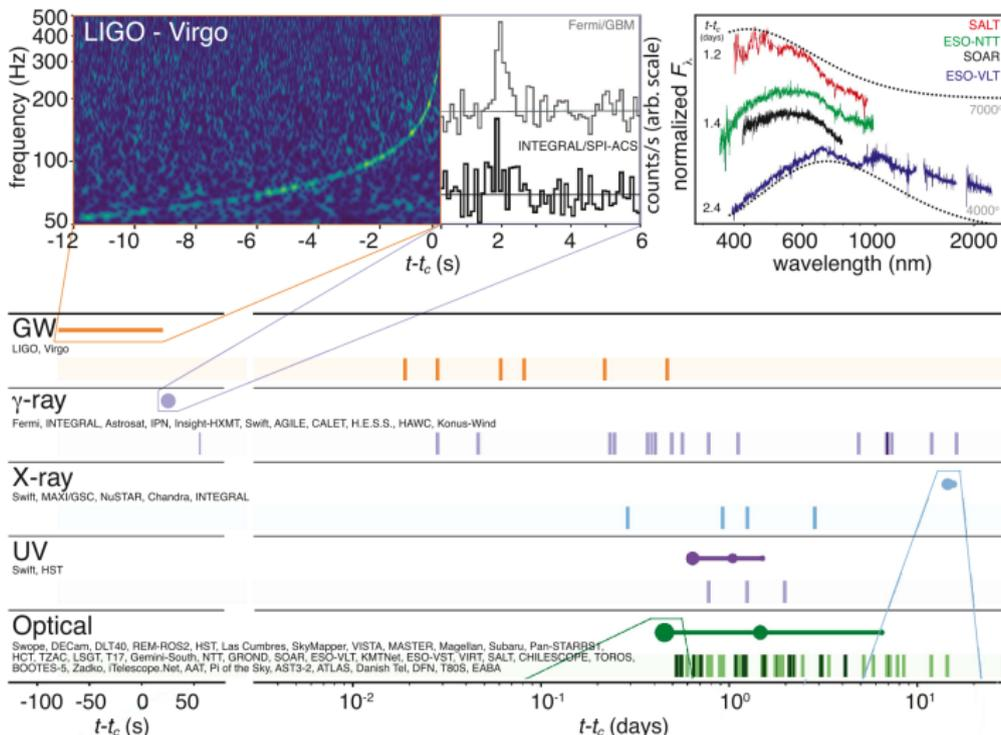 500
400
300
200
100
50
frequency (Hz)
LIGO - Virgo
-12
-10
-8
-6
-4
-2
0
t-tc (s)
Fermi/GBM
INTEGRAL/SPI-ACS
2
4
6
counts/s (arb. scale)
normalized Fλ
t-tc
(days)
1.2
1.4
2.4
SALT
ESO-NTT
SOAR
ESO-VLT
7000°
4000°
400
600
1000
2000
wavelength (nm)
GW
LIGO, Virgo
γ-ray
Fermi, INTEGRAL, Astrosat, IPN, Insight-HXMT, Swift, AGILE, CALET, H.E.S.S., HAWC, Konus-Wind
X-ray
Swift, MAXI/GSC, NuSTAR, Chandra, INTEGRAL
UV
Swift, HST
Optical
Swope, DECam, DLT40, REM-ROS2, HST, Las Cumbres, SkyMapper, VISTA, MASTER, Magellan, Subaru, Pan-STARRS1,
HCT, TZAC, LSGT, T17, Gemini-South, NTT, GROND, SOAR, ESO-VLT, KMTNet, ESO-VST, VIRT, SALT, CHILESCOPE, TOROS,
BOOTES-5, Zadko, iTelescope.Net, AAT, Pi of the Sky, AST3-2, ATLAS, Danish Tel, DFN, T80S, EABA
-100 -50 0 50
t-tc (s)
10-2
10-1
100
101
t-tc (days)